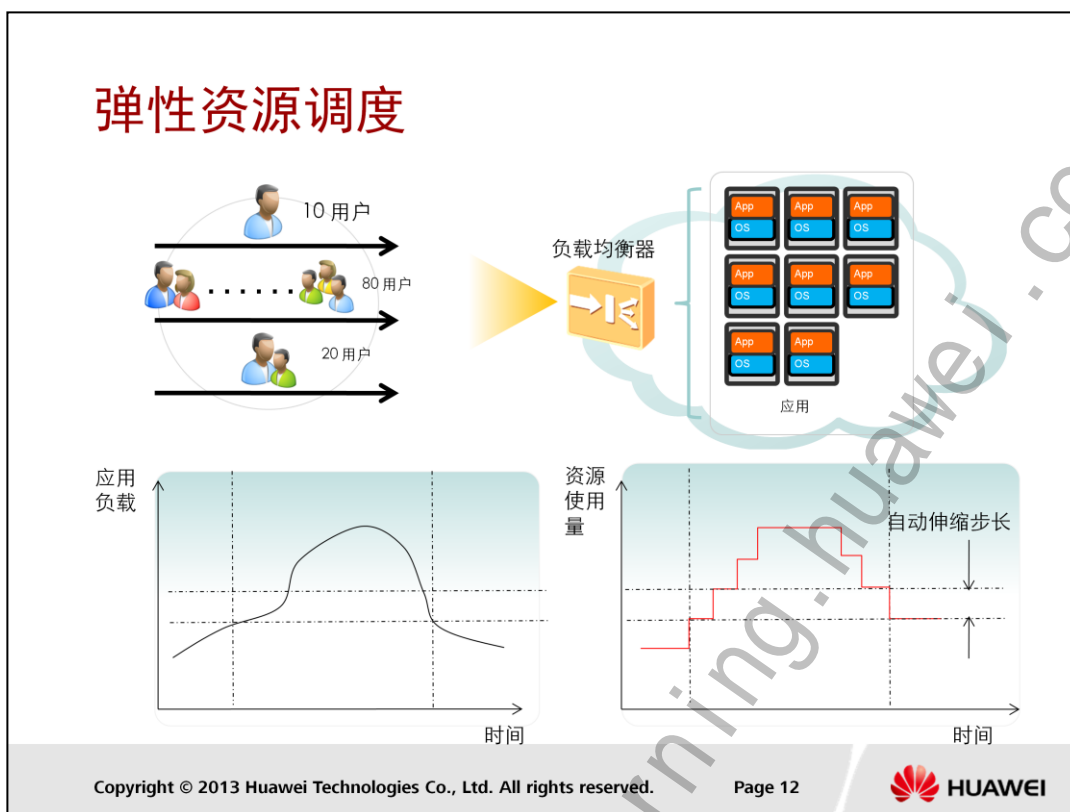 弹性资源调度
10 用户
80 用户
20 用户
负载均衡器
App
OS
App
OS
App
OS
App
OS
App
OS
App
OS
App
OS
App
OS
应用
应用
负载
时间
资源
使用
量
自动伸缩步长
时间
rning.huawei.co
Copyright © 2013 Huawei Technologies Co., Ltd. All rights reserved.
Page 12
HUAWEI